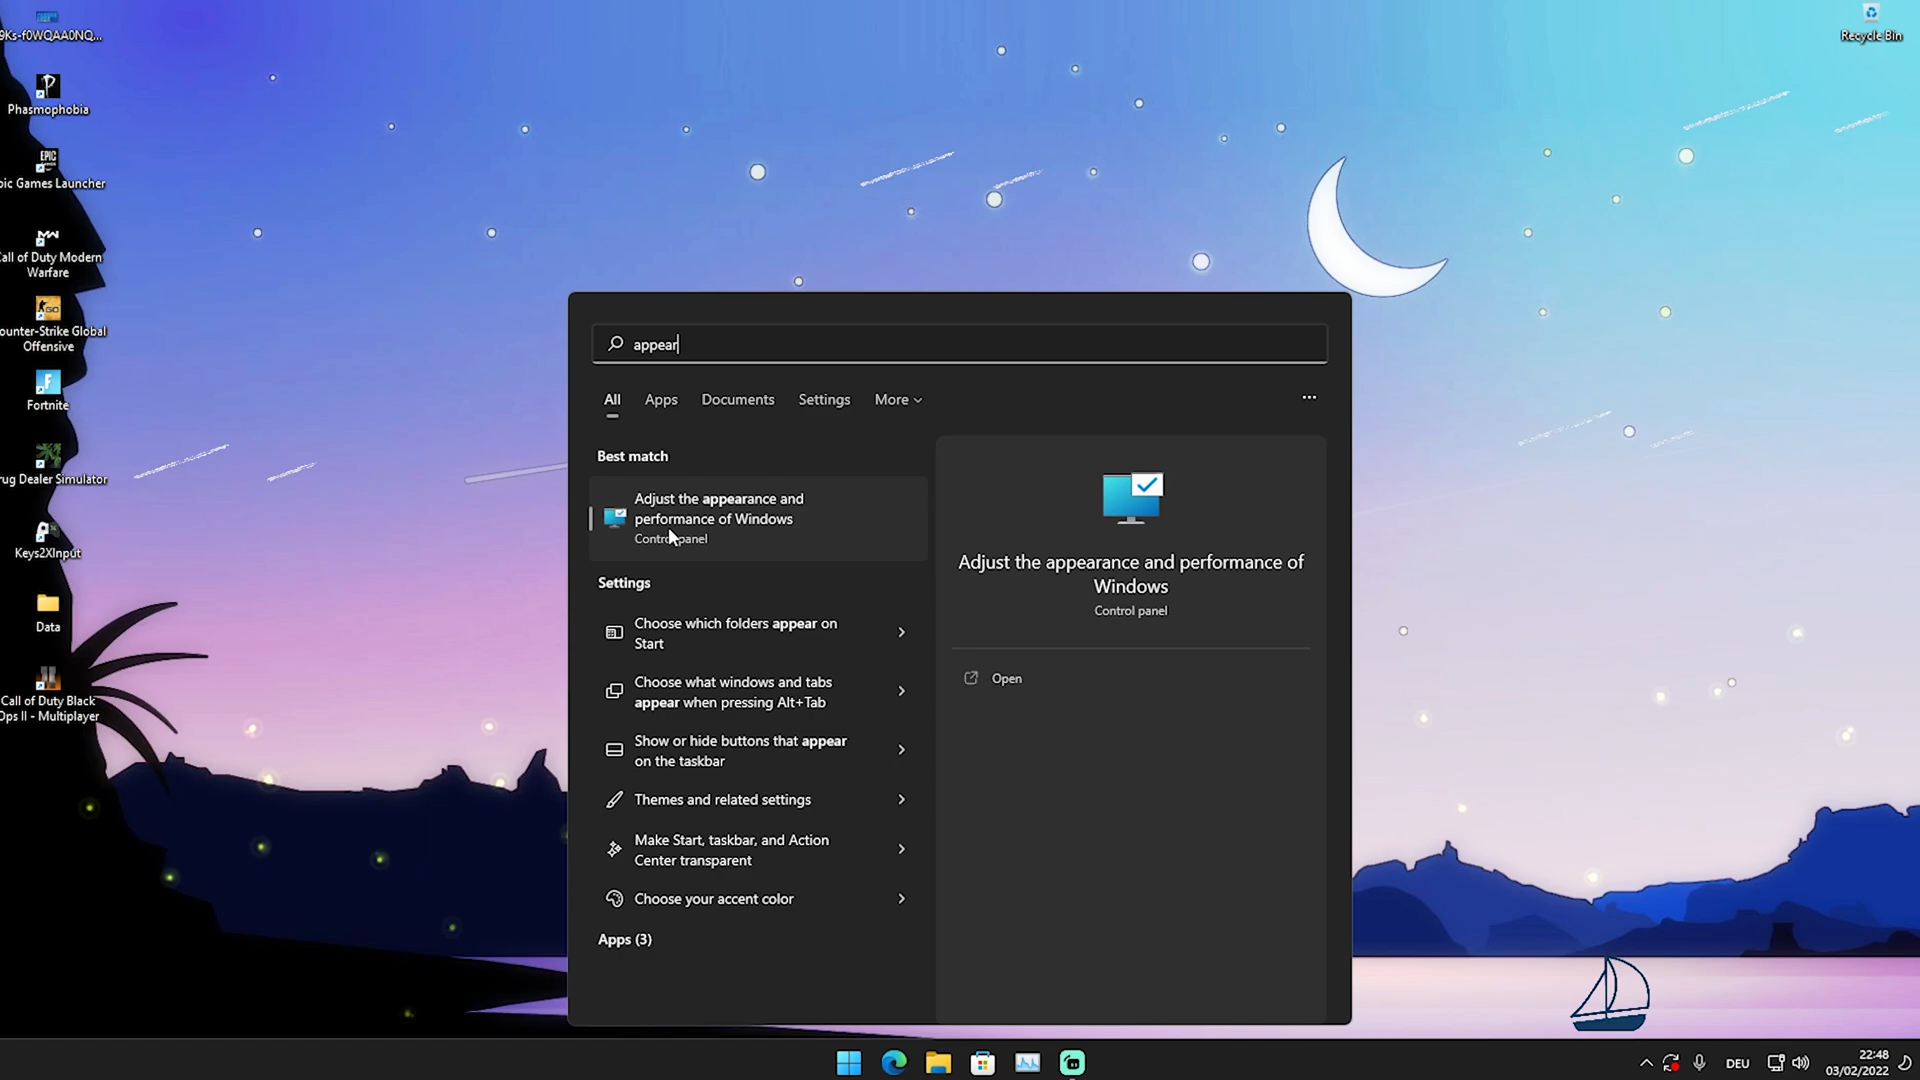 9Ks-f0WQAA0NQ...
Recycle Bin
Phasmophobia
EPIC
pic Games Launcher
Call of Duty Modern
Warfare
ounter-Strike Global
Offensive
Fortnite
rug Dealer Simulator
Keys2XInput
Data
Call of Duty Black
Ops II - Multiplayer
appear
All Apps Documents Settings More
Best match
Adjust the appearance and
performance of Windows
Control panel
Settings
Choose which folders appear on
Start
Choose what windows and tabs
appear when pressing Alt+Tab
Show or hide buttons that appear
on the taskbar
Themes and related settings
Make Start, taskbar, and Action
Center transparent
Choose your accent color
Apps (3)
Adjust the appearance and performance of
Windows
Control panel
Open
DEU
22:48
03/02/2022